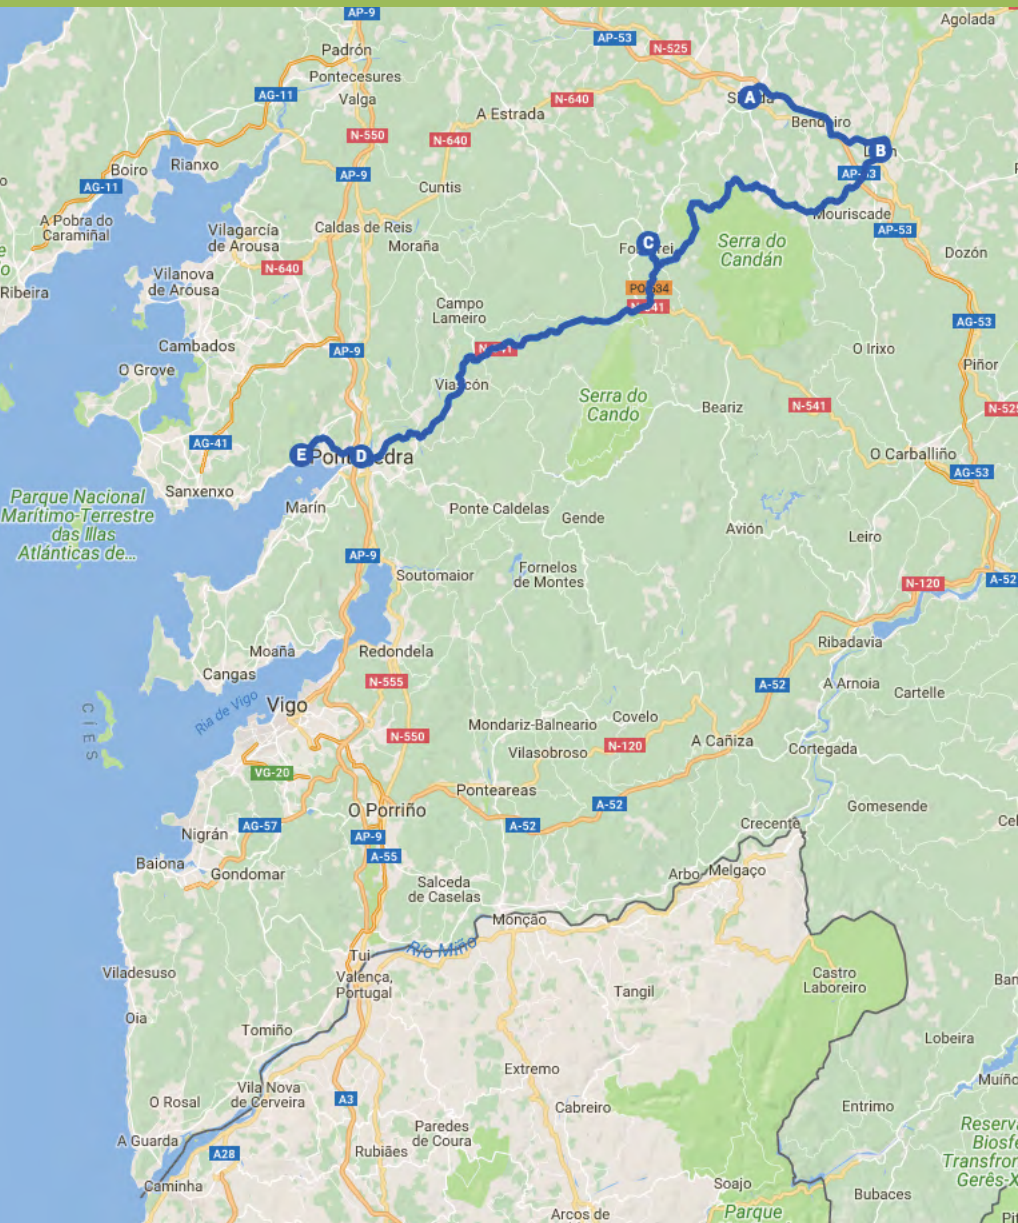 AP-9
Agolada
AP-53
N-525
Padrón
Pontecesures
Valga
AG-11
A
N-640
A Estrada
Bendoiro
N-550
N-640
B
Rianxo
Boiro
AG-11
AP-9
Cuntis
AP-53
Mouriscade
A Pobra do
Caramiñal
Vilagarcía
de Arousa
Caldas de Reis
Moraña
AP-53
C
Serra do
Candán
Dozón
N-640
Ribeira
Vilanova
de Arousa
PO-534
N-541
Campo
Lameiro
AG-53
Cambados
AP-9
N-541
O Irixo
O Grove
Piñor
Viascón
Serra do
Cando
Beariz
N-541
N-525
AG-41
E
Pontevedra
D
O Carballiño
AG-53
Sanxenxo
Parque Nacional
Marítimo-Terrestre
das Illas
Atlánticas de...
Marín
Ponte Caldelas
Gende
Avión
Leiro
AP-9
Soutomaior
Fornelos
de Montes
N-120
A-52
Ribadavia
Moaña
Redondela
Cangas
N-555
A-52
A Arnoia
Cartelle
Ria de Vigo
Vigo
CÍES
N-550
Mondariz-Balneario
Covelo
Vilasobroso
N-120
A Cañiza
Cortegada
VG-20
Ponteareas
A-52
O Porriño
Gomesende
AG-57
A-52
Crecente
Nigrán
AP-9
A-55
Baiona
Gondomar
Arbo
Melgaço
Salceda
de Caselas
Monção
Río Miño
Tui
Valença,
Portugal
Viladesuso
Castro
Laboreiro
Tangil
Oia
Tomiño
Lobeira
Extremo
Vila Nova
de Cerveira
A3
O Rosal
Cabreiro
Entrimo
Paredes
de Coura
A Guarda
A28
Rubiães
Caminha
Soajo
Bubaces
Parque
Arcos de